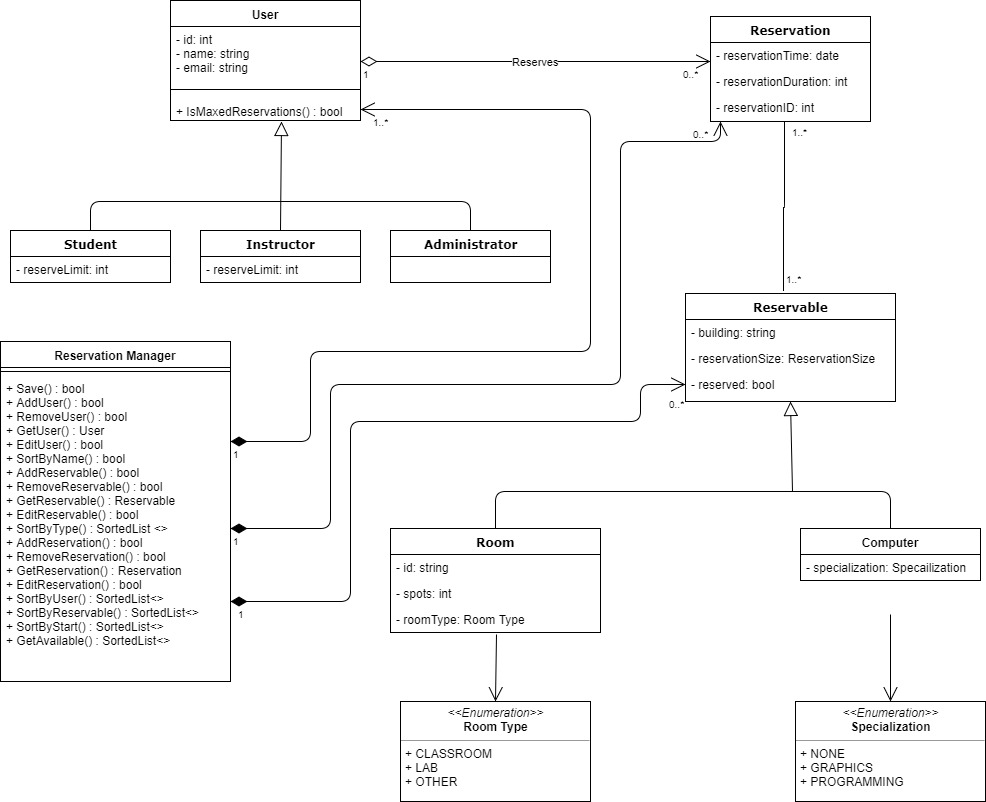 User
- id: int
- name: string
- email: string
+ IsMaxedReservations() : bool
1
Reserves
0..*
1..*
Reservation
- reservationTime: date
- reservationDuration: int
- reservationID: int
0..*
1..*
Student
- reserveLimit: int
Instructor
- reserveLimit: int
Administrator
1..*
Reservable
- building: string
- reservationSize: ReservationSize
- reserved: bool
0..*
Reservation Manager
+ Save() : bool
+ AddUser() : bool
+ RemoveUser() : bool
+ GetUser() : User
+ EditUser() : bool
+ SortByName() : bool
+ AddReservable() : bool
+ RemoveReservable() : bool
+ GetReservable() : Reservable
+ EditReservable() : bool
+ SortByType() : SortedList <>
+ AddReservation() : bool
+ RemoveReservation() : bool
+ GetReservation() : Reservation
+ EditReservation() : bool
+ SortByUser() : SortedList<>
+ SortByReservable() : SortedList<>
+ SortByStart() : SortedList<>
+ GetAvailable() : SortedList<>
1
1
1
Room
- id: string
- spots: int
- roomType: Room Type
Computer
- specialization: Specailization
<<Enumeration>>
Room Type
+ CLASSROOM
+ LAB
+ OTHER
<<Enumeration>>
Specialization
+ NONE
+ GRAPHICS
+ PROGRAMMING